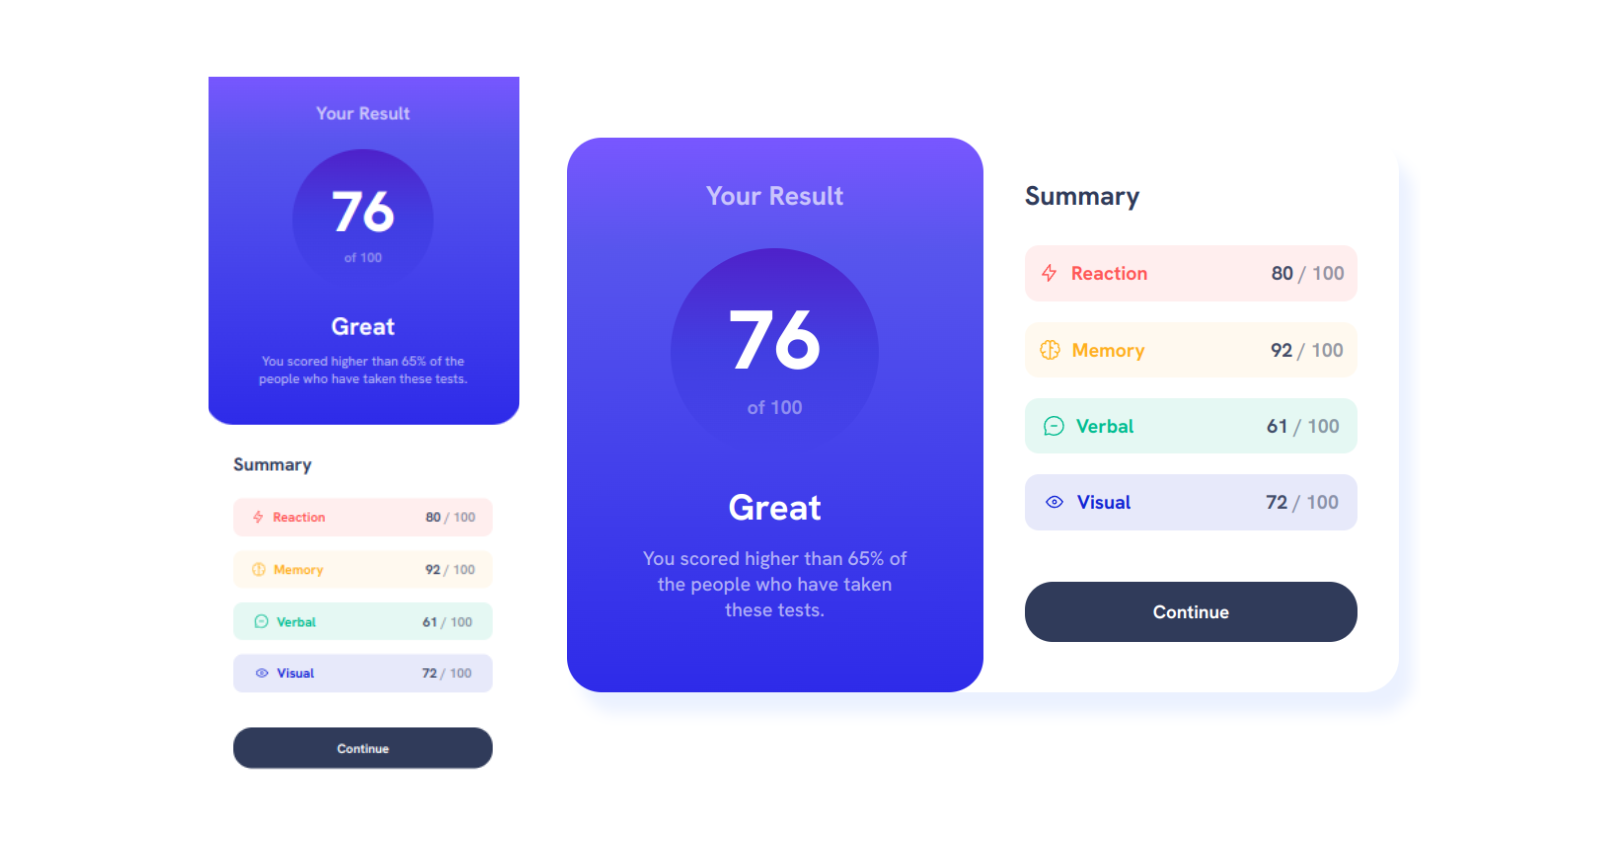 Your Result
76
of 100
Great
You scored higher than 65% of the
people who have taken these tests.
Summary
Reaction 80 / 100
Memory 92 / 100
Verbal 61 / 100
Visual 72 / 100
Continue
Your Result
76
of 100
Great
You scored higher than 65% of
the people who have taken
these tests.
Summary
Reaction 80 / 100
Memory 92 / 100
Verbal 61 / 100
Visual 72 / 100
Continue